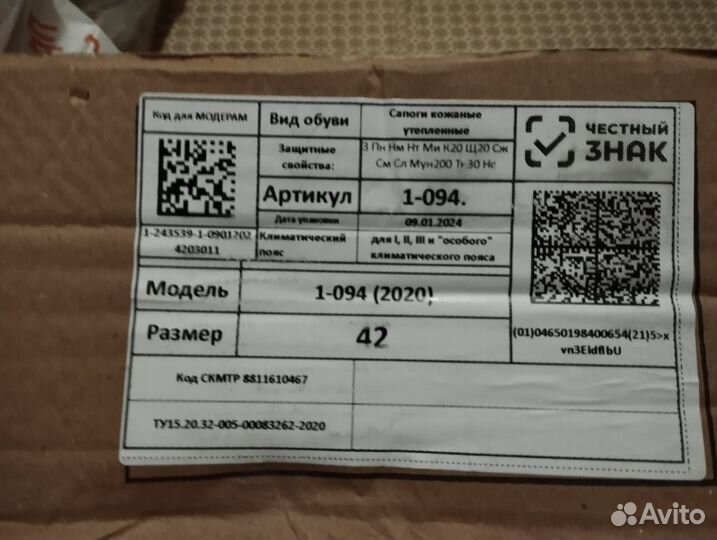 Код для МОДЕРАМ
1-243539-1-0901202
4203011
Вид обуви
Сапоги кожаные
утепленные
Защитные
свойства:
З Пн Нм Нт Ми К20 Щ20 Сж
См Сл Мун200 Тн30 Нс
Артикул
1-094.
Дата упаковки
09.01.2024
Климатический
пояс
для I, II, III и "особого"
климатического пояса
ЧЕСТНЫЙ
ЗНАК
Модель
1-094 (2020)
Размер
42
(01)04650198400654(21)5>x
Код СКМТР 8811610467
ТУ15.20.32-005-00083262-2020
Avito